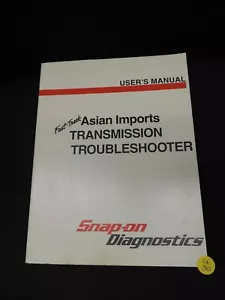 USER'S MANUAL
Fast-Track Asian Imports
TRANSMISSION
TROUBLESHOOTER
Snap-on
Diagnostics